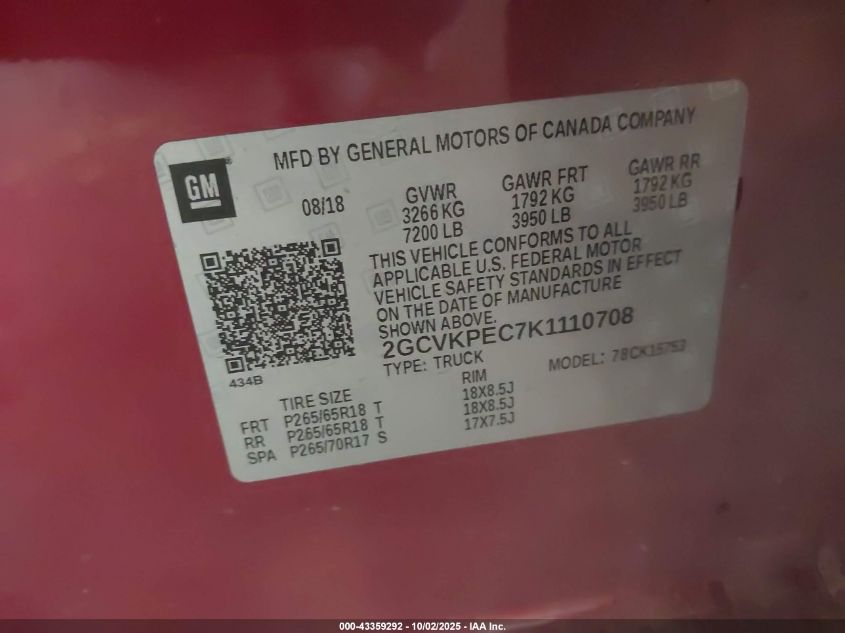 MFD BY GENERAL MOTORS OF CANADA COMPANY
GM
08/18
GVWR
3266 KG
7200 LB
GAWR FRT
1792 KG
3950 LB
GAWR RR
1792 KG
3950 LB
THIS VEHICLE CONFORMS TO ALL
APPLICABLE U.S. FEDERAL MOTOR
VEHICLE SAFETY STANDARDS IN EFFECT
ON THE DATE OF MANUFACTURE
SHOWN ABOVE.
2GCVKPEC7K1110708
TYPE: TRUCK
MODEL: 78CK15753
434B
TIRE SIZE
RIM
FRT P265/65R18 T 18X8.5J
RR P265/65R18 T 18X8.5J
SPA P265/70R17 S 17X7.5J
000-43359292 - 10/02/2025 - IAA Inc.